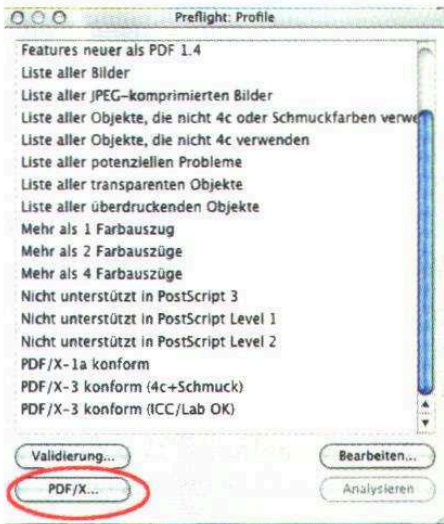 Preflight: Profile
Features neuer als PDF 1.4
Liste aller Bilder
Liste aller JPEG-komprimierten Bilder
Liste aller Objekte, die nicht 4c oder Schmuckfarben verwe
Liste aller Objekte, die nicht 4c verwenden
Liste aller potenziellen Probleme
Liste aller transparenten Objekte
Liste aller überdruckenden Objekte
Mehr als 1 Farbauszug
Mehr als 2 Farbauszüge
Mehr als 4 Farbauszüge
Nicht unterstützt in PostScript 3
Nicht unterstützt in PostScript Level 1
Nicht unterstützt in PostScript Level 2
PDF/X-1a konform
PDF/X-3 konform (4c+Schmuck)
PDF/X-3 konform (ICC/Lab OK)
Validierung... Bearbeiten...
PDF/X... Analysieren